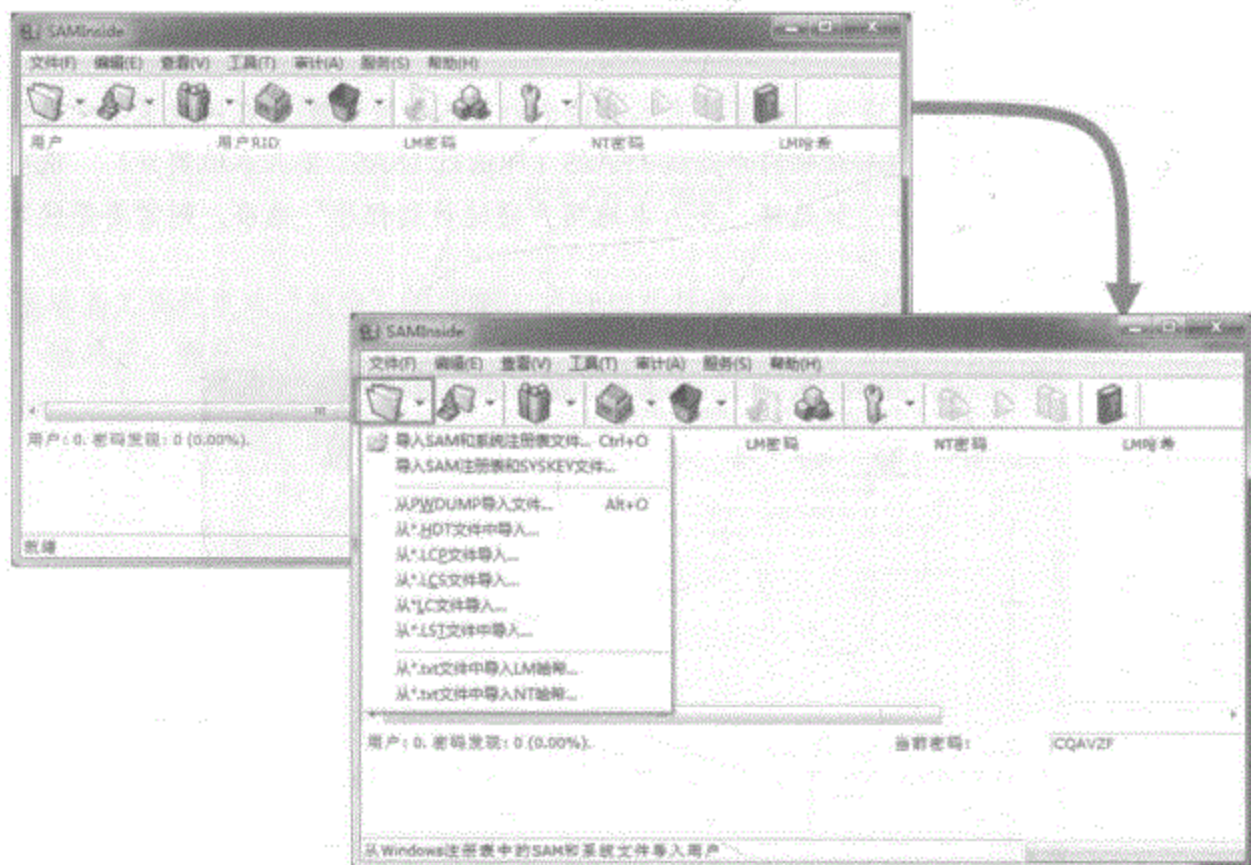 SAMInside
文件(F) 编辑(E) 查看(V) 工具(T) 审计(A) 服务(S) 帮助(H)
用户 用户RID LM密码 NT密码 LM哈希
用户: 0. 密码发现: 0 (0.00%).
就绪
SAMInside
文件(F) 编辑(E) 查看(V) 工具(T) 审计(A) 服务(S) 帮助(H)
LM密码 NT密码 LM哈希
导入SAM和系统注册表文件... Ctrl+O
导入SAM注册表和SYSKEY文件...
从PWDUMP导入文件... Alt+O
从*.HDT文件中导入...
从*.LCP文件导入...
从*.LCS文件导入...
从*.LC文件导入...
从*.LST文件中导入...
从*.txt文件中导入LM哈希...
从*.txt文件中导入NT哈希...
用户: 0. 密码发现: 0 (0.00%). 当前密码: CQAVZF
从Windows注册表中的SAM和系统文件导入用户